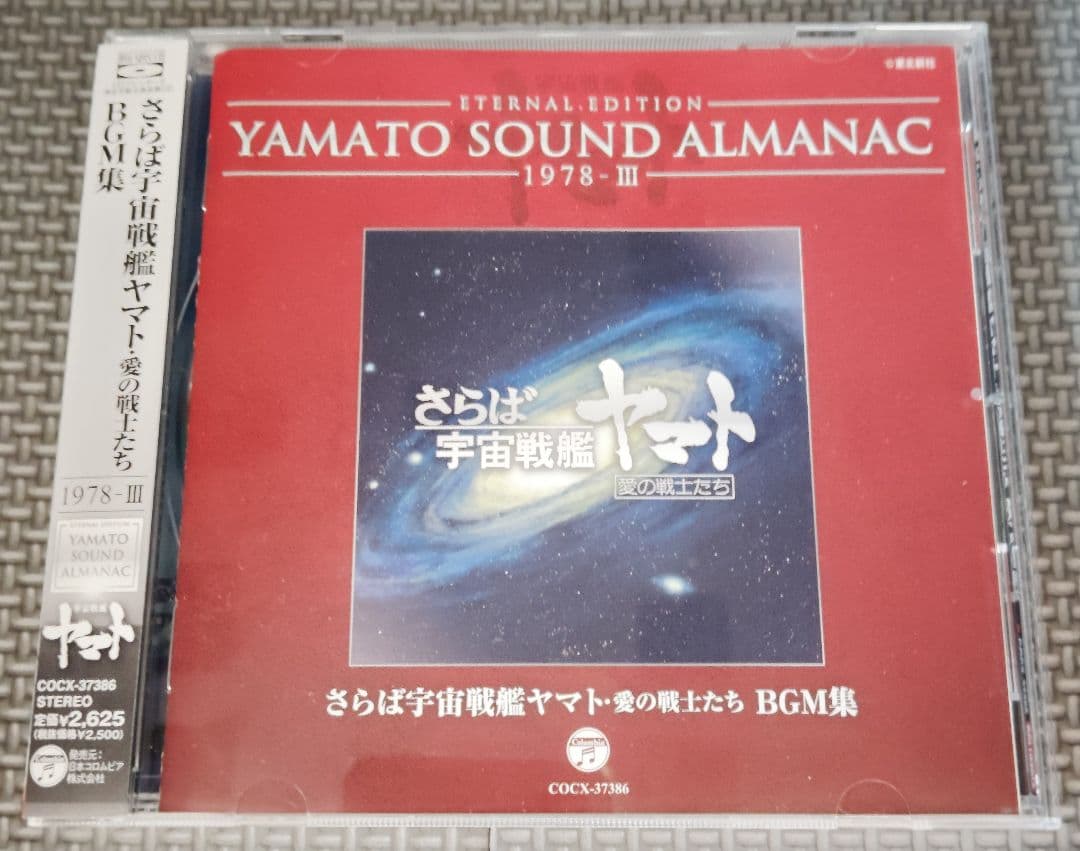 さらば宇宙戦艦ヤマト・愛の戦士たち
BGM集
1978-III
ETERNAL EDITION
YAMATO
SOUND
ALMANAC
宇宙戦艦
ヤマト
COCX-37386
STEREO
定価¥2,625
(税抜価格¥2,500)
発売元:
日本コロムビア
株式会社
©東北新社
ETERNAL EDITION
YAMATO SOUND ALMANAC
1978-III
さらば
宇宙戦艦
ヤマト
愛の戦士たち
さらば宇宙戦艦ヤマト・愛の戦士たち BGM集
Columbia
COCX-37386